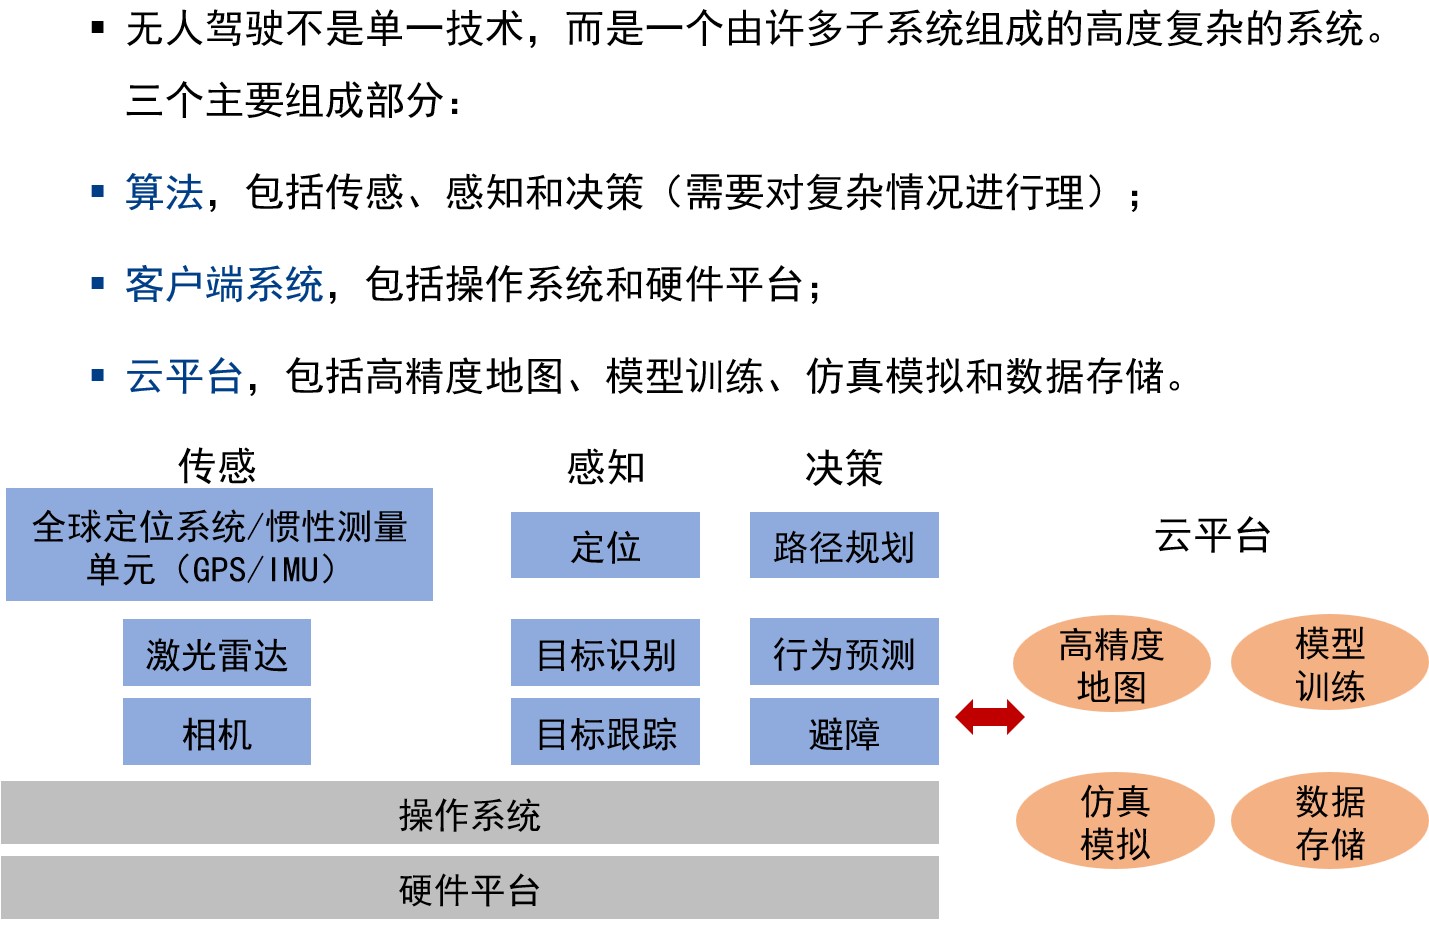 无人驾驶不是单一技术，而是一个由许多子系统组成的高度复杂的系统。
三个主要组成部分：
算法，包括传感、感知和决策（需要对复杂情况进行理）；
客户端系统，包括操作系统和硬件平台；
云平台，包括高精度地图、模型训练、仿真模拟和数据存储。
传感
全球定位系统/惯性测量
单元（GPS/IMU）
激光雷达
相机
感知
定位
目标识别
目标跟踪
决策
路径规划
行为预测
避障
操作系统
硬件平台
云平台
高精度
地图
模型
训练
仿真
模拟
数据
存储